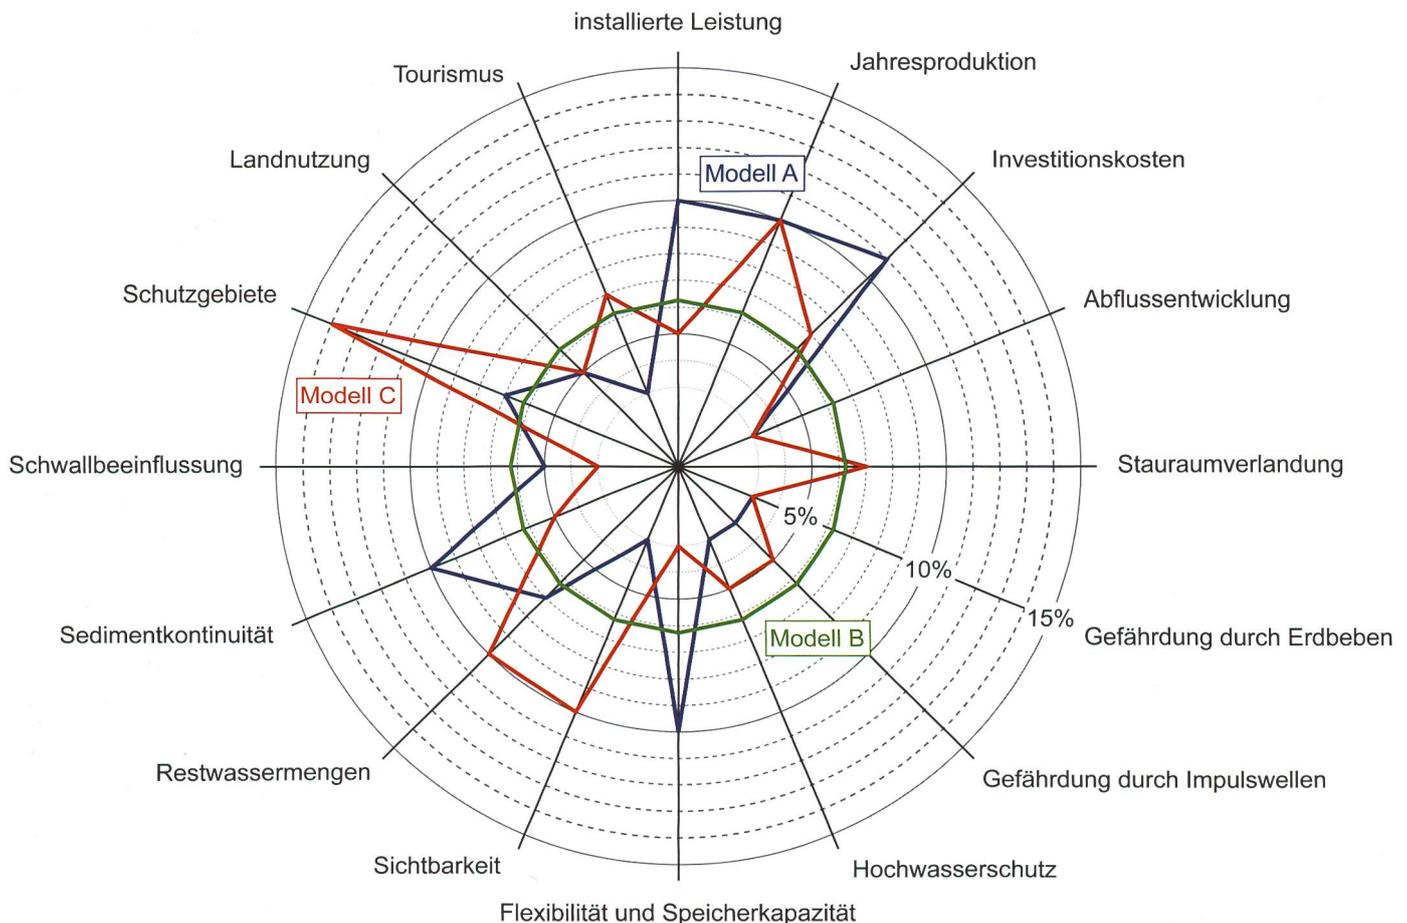 installierte Leistung
Jahresproduktion
Tourismus
Landnutzung
Investitionskosten
Modell A
Schutzgebiete
Abflussentwicklung
Modell C
Schwallbeeinflussung
Stauraumverlandung
5%
10%
15%
Sedimentkontinuität
Gefährdung durch Erdbeben
Modell B
Restwassermengen
Gefährdung durch Impulswellen
Sichtbarkeit
Hochwasserschutz
Flexibilität und Speicherkapazität